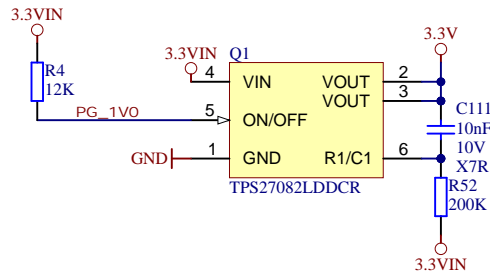 3.3VIN
R4
12K
PG_1V0
3.3VIN
Q1
4
VIN
5
ON/OFF
1
GND
GND
VOUT
2
VOUT
3
R1/C1
6
TPS27082LDDCR
3.3V
C111
10nF
10V
X7R
R52
200K
3.3VIN